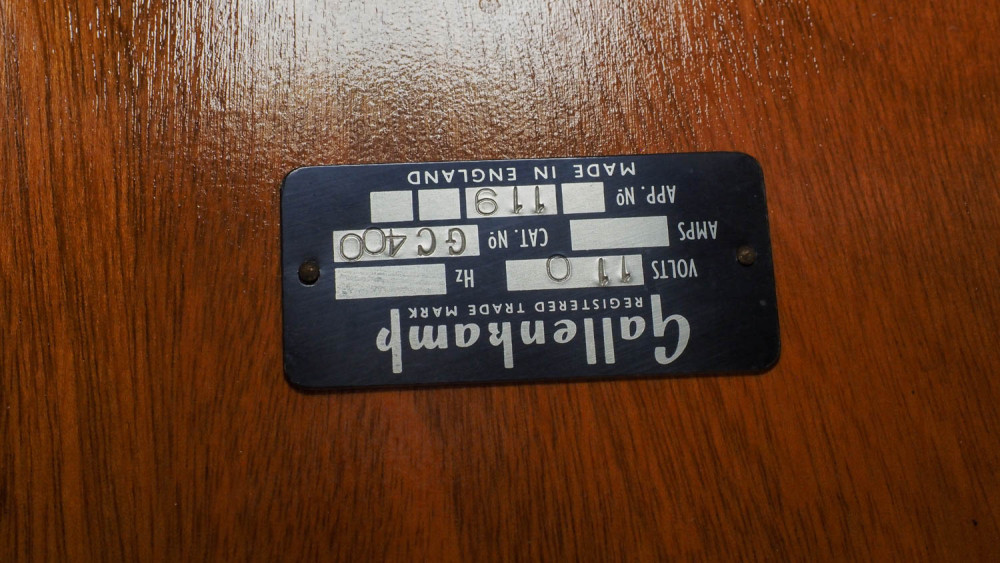 Gallenkamp
REGISTERED TRADE MARK
VOLTS 110 Hz
AMPS CAT. Nº GC400
APP. Nº 119
MADE IN ENGLAND